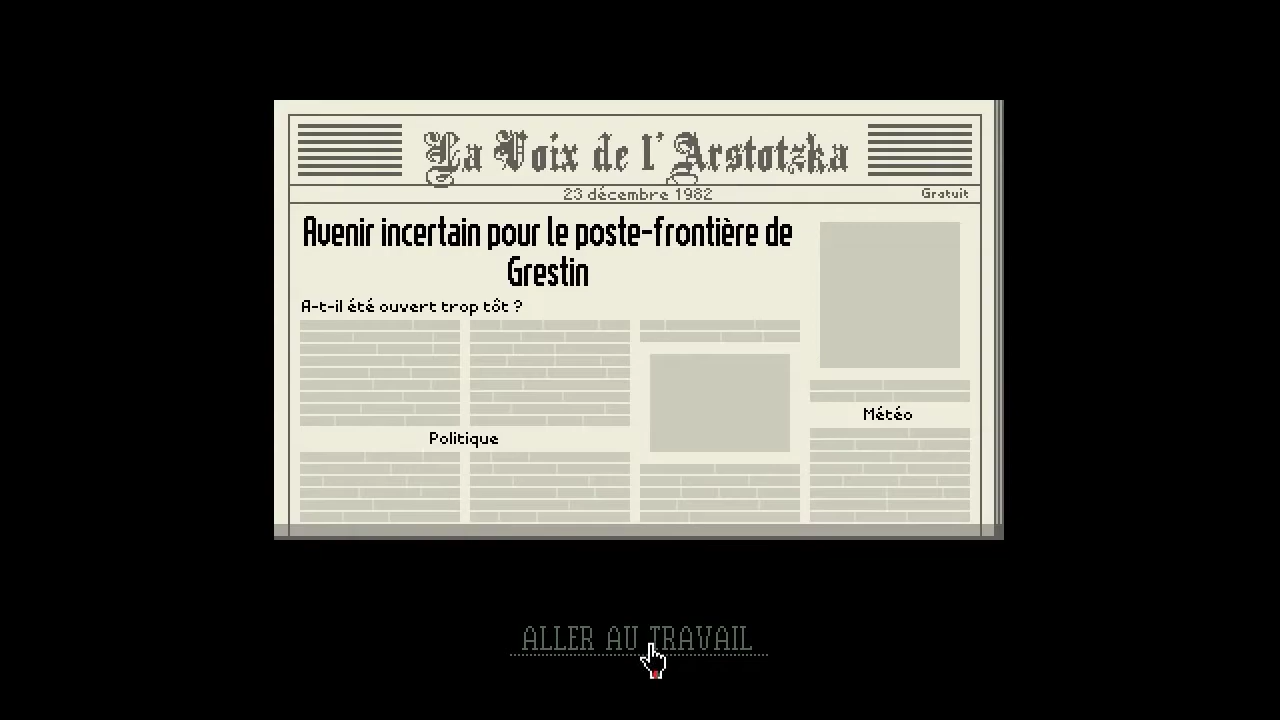 La Voix de l'Arstotzka
23 décembre 1982
Gratuit
Avenir incertain pour le poste-frontière de
Grestin
A-t-il été ouvert trop tôt ?
Politique
Météo
ALLER AU TRAVAIL